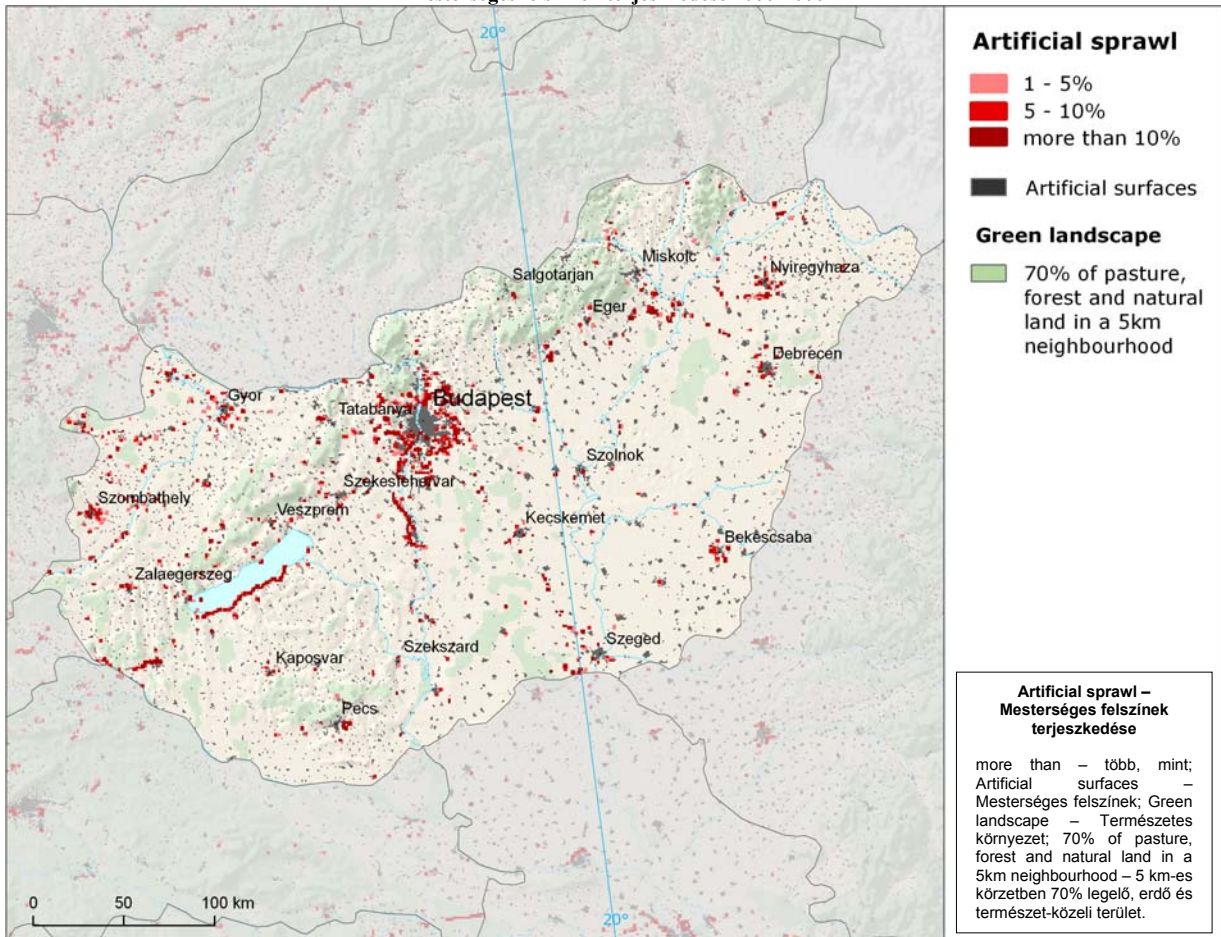 20°
Artificial sprawl
1 - 5%
5 - 10%
more than 10%
Artificial surfaces
Green landscape
70% of pasture,
forest and natural
land in a 5km
neighbourhood
Miskolc
Salgotarjan
Nyiregyhaza
Eger
Debrecen
Gyor
Tatabanya
Budapest
Szolnok
Szekesfehervar
Szombathely
Veszprem
Kecskemet
Bekescsaba
Zalaegerszeg
Szekszard
Szeged
Kaposvar
Pecs
0 50 100 km
20°
Artificial sprawl –
Mesterséges felszínek
terjeszkedése
more than – több, mint;
Artificial surfaces –
Mesterséges felszínek; Green
landscape – Természetes
környezet; 70% of pasture,
forest and natural land in a
5km neighbourhood – 5 km-es
körzetben 70% legelő, erdő és
természet-közeli terület.